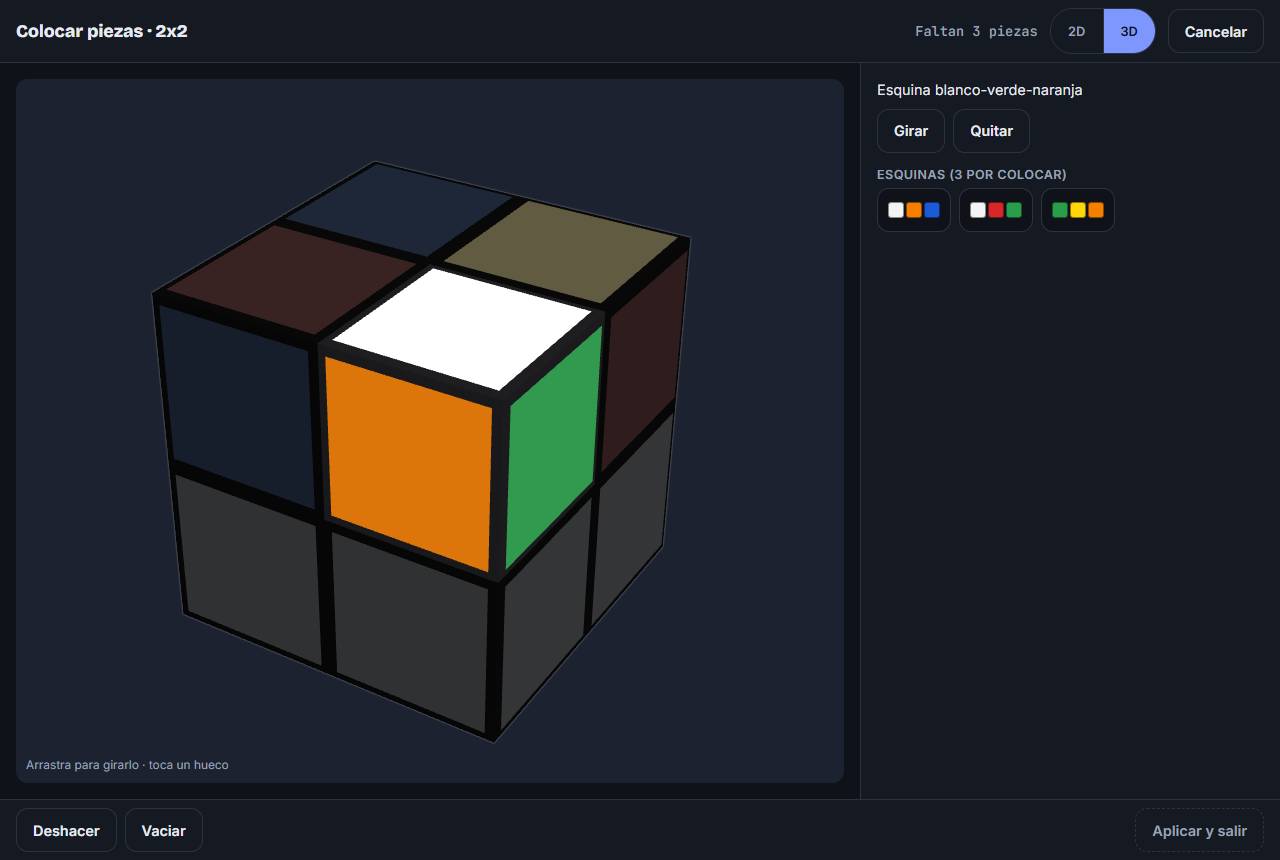 Colocar piezas · 2x2
Faltan 3 piezas
2D
3D
Cancelar
Esquina blanco-verde-naranja
Girar
Quitar
ESQUINAS (3 POR COLOCAR)
Arrastra para girarlo · toca un hueco
Deshacer
Vaciar
Aplicar y salir